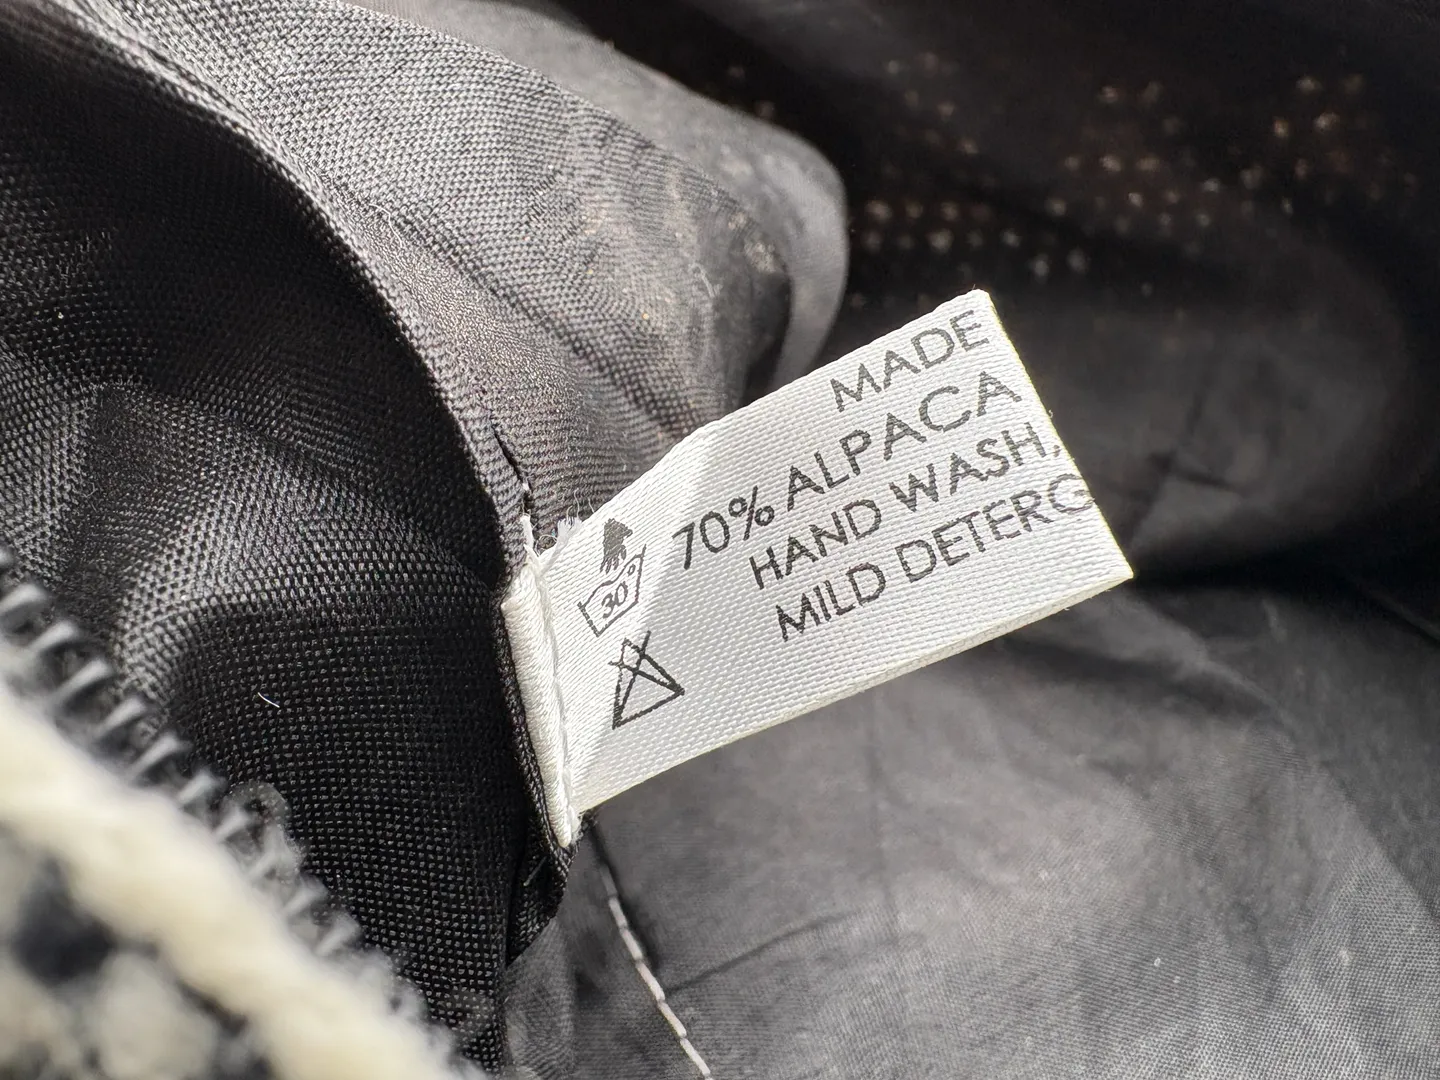 MADE
70% ALPACA
HAND WASH,
MILD DETERG
30°